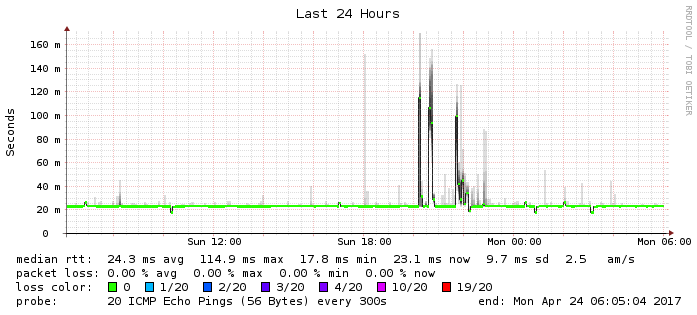 Last 24 Hours
RRDTOOL / TOBI OETIKER
Seconds
160 m
140 m
120 m
100 m
80 m
60 m
40 m
20 m
0
Sun 12:00 Sun 18:00 Mon 00:00 Mon 06:00
median rtt: 24.3 ms avg 114.9 ms max 17.8 ms min 23.1 ms now 9.7 ms sd 2.5 am/s
packet loss: 0.00 % avg 0.00 % max 0.00 % min 0.00 % now
loss color: 0 1/20 2/20 3/20 4/20 10/20 19/20
probe: 20 ICMP Echo Pings (56 Bytes) every 300s end: Mon Apr 24 06:05:04 2017